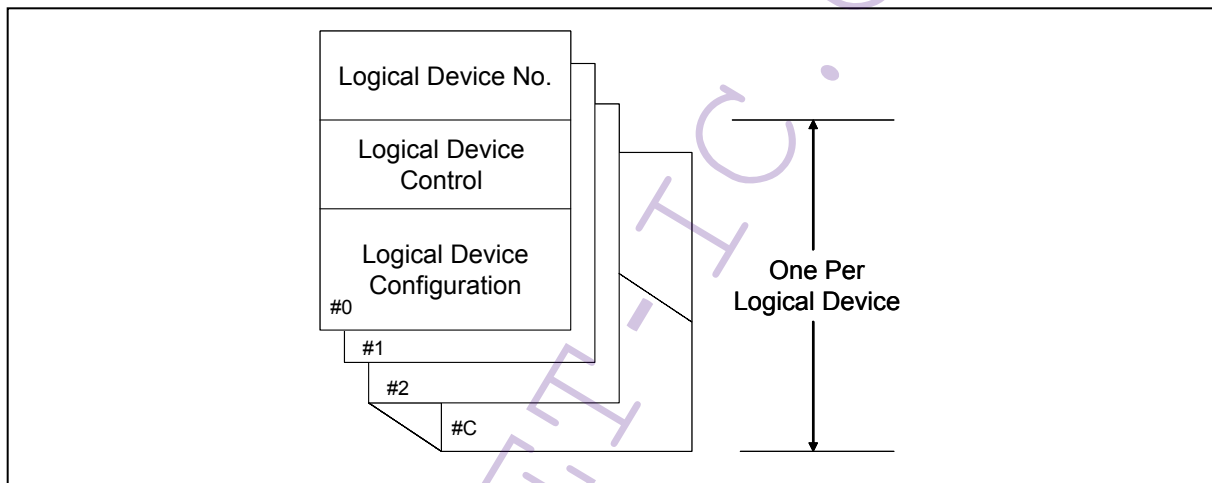 Logical Device No.
Logical Device
Control
Logical Device
Configuration
#0
#1
#2
#C
One Per
Logical Device